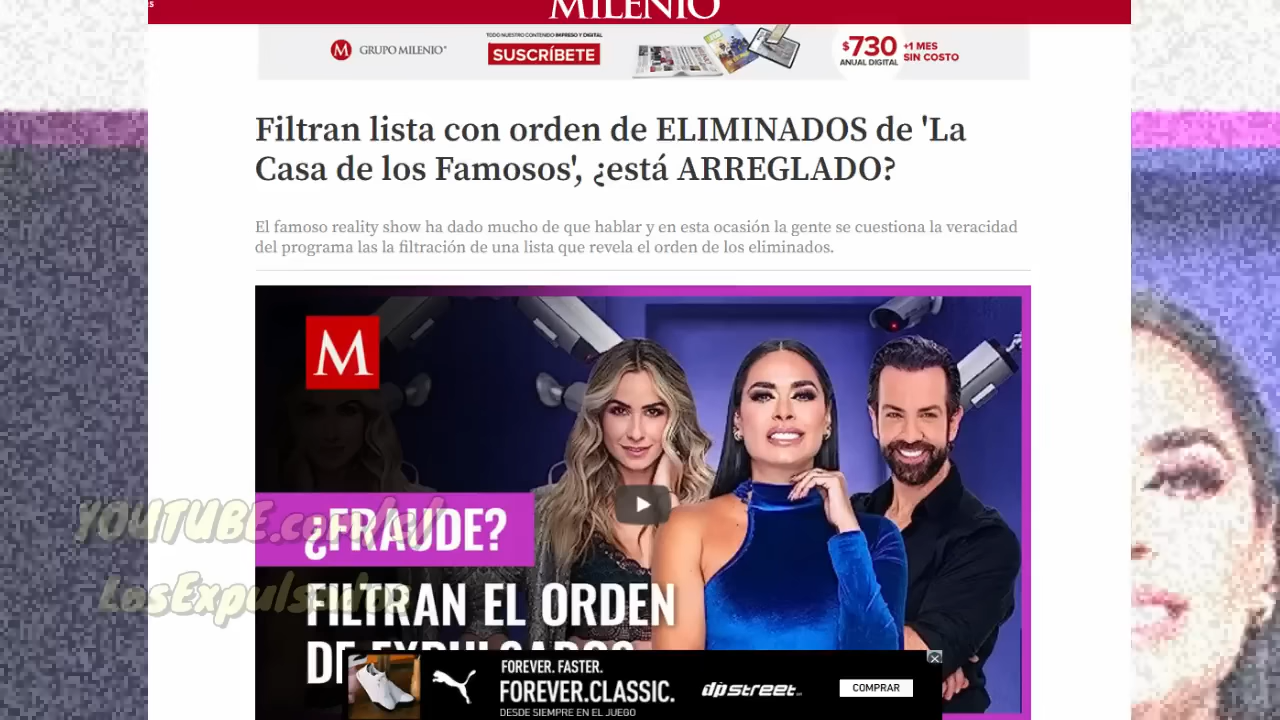 MILENIO
M GRUPO MILENIO
TODO NUESTRO CONTENIDO IMPRESO Y DIGITAL
SUSCRÍBETE
$730
ANUAL DIGITAL
+1 MES
SIN COSTO
Filtran lista con orden de ELIMINADOS de 'La
Casa de los Famosos', ¿está ARREGLADO?
El famoso reality show ha dado mucho de que hablar y en esta ocasión la gente se cuestiona la veracidad
del programa las la filtración de una lista que revela el orden de los eliminados.
M
YOUTUBE.com/c/
LosExpulsados
¿FRAUDE?
FILTRAN EL ORDEN
DE EXPULSADOS
FOREVER. FASTER.
FOREVER.CLASSIC.
DESDE SIEMPRE EN EL JUEGO
dpstreet
COMPRAR